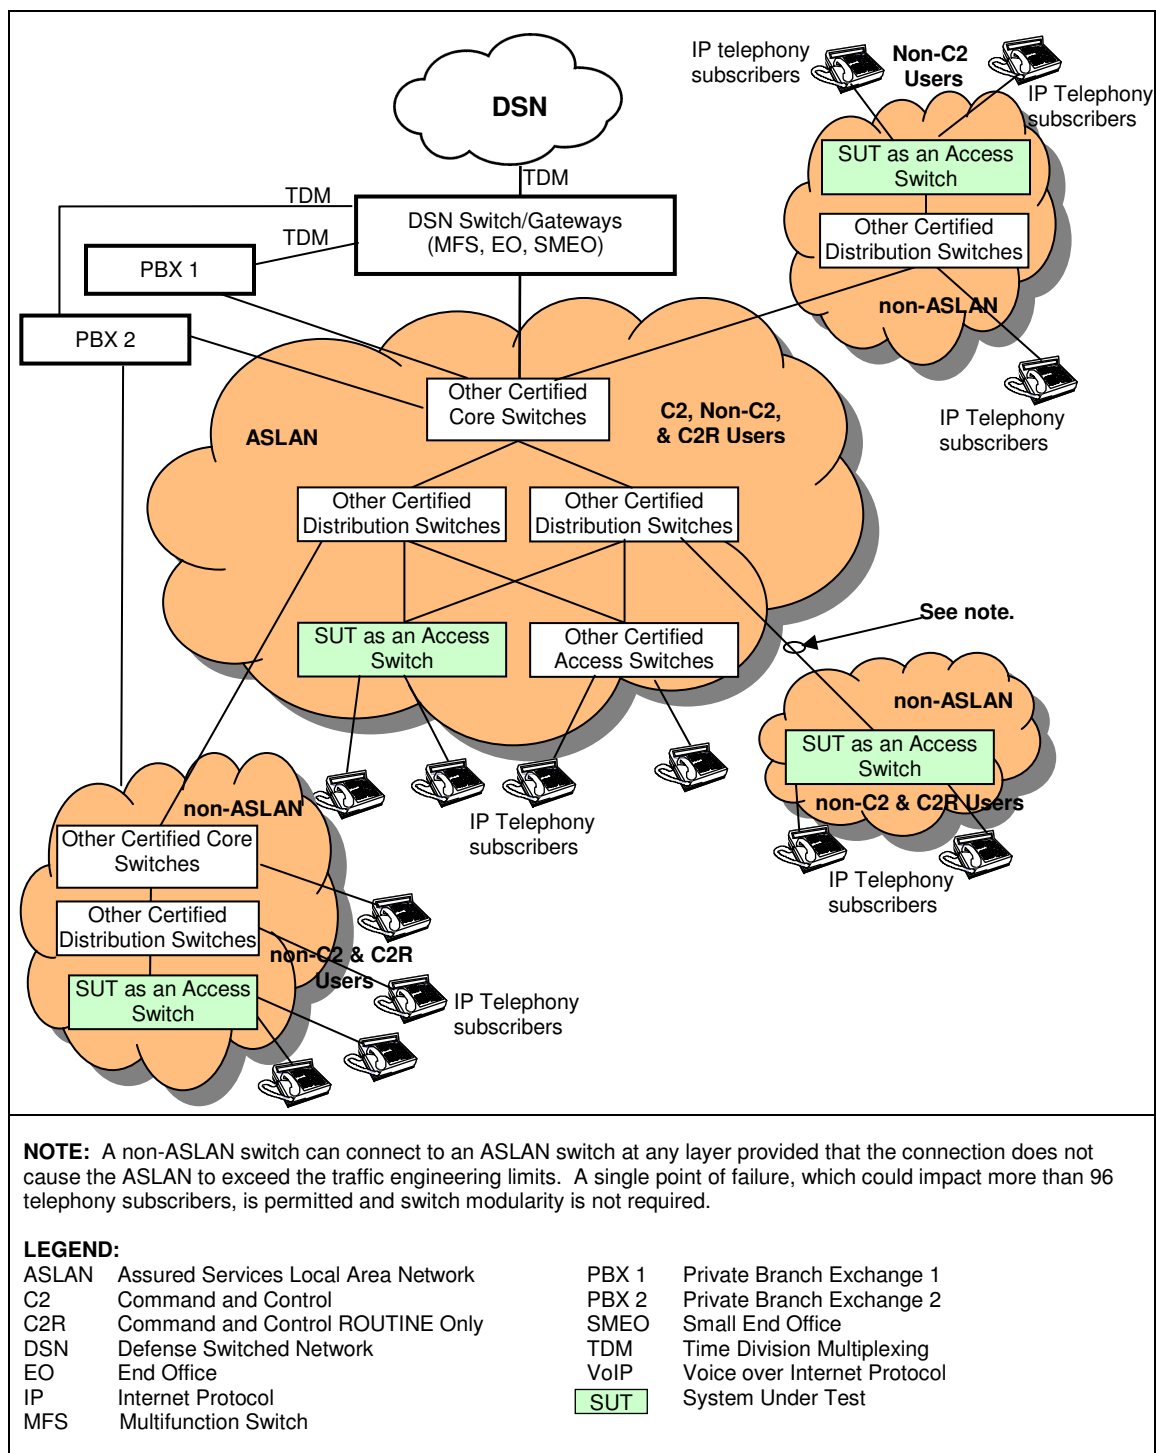 DSN
TDM
TDM
TDM
DSN Switch/Gateways
(MFS, EO, SMEO)
PBX 1
PBX 2
IP telephony
subscribers
Non-C2
Users
IP Telephony
subscribers
SUT as an Access
Switch
Other Certified
Distribution Switches
non-ASLAN
IP Telephony
subscribers
Other Certified
Core Switches
ASLAN
C2, Non-C2,
& C2R Users
Other Certified
Distribution Switches
Other Certified
Distribution Switches
SUT as an Access
Switch
Other Certified
Access Switches
See note.
non-ASLAN
SUT as an Access
Switch
non-C2 & C2R Users
IP Telephony
subscribers
IP Telephony
subscribers
non-ASLAN
Other Certified Core
Switches
Other Certified
Distribution Switches
non-C2 & C2R
Users
SUT as an Access
Switch
IP Telephony
subscribers
NOTE: A non-ASLAN switch can connect to an ASLAN switch at any layer provided that the connection does not
cause the ASLAN to exceed the traffic engineering limits. A single point of failure, which could impact more than 96
telephony subscribers, is permitted and switch modularity is not required.
LEGEND:
ASLAN Assured Services Local Area Network
C2 Command and Control
C2R Command and Control ROUTINE Only
DSN Defense Switched Network
EO End Office
IP Internet Protocol
MFS Multifunction Switch
PBX 1 Private Branch Exchange 1
PBX 2 Private Branch Exchange 2
SMEO Small End Office
TDM Time Division Multiplexing
VoIP Voice over Internet Protocol
SUT System Under Test